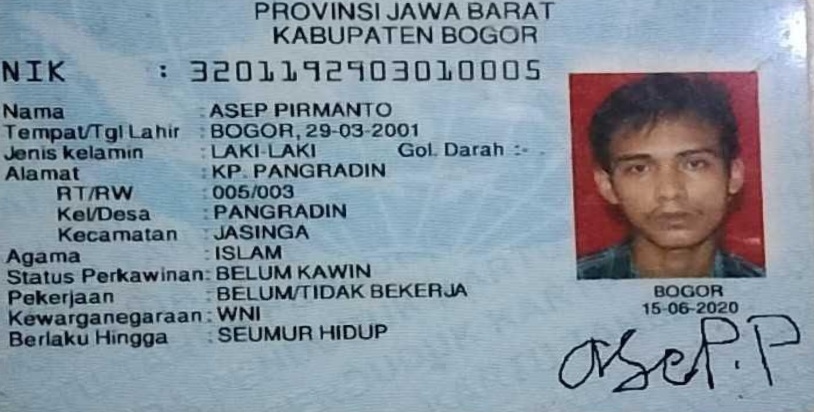 PROVINSI JAWA BARAT
KABUPATEN BOGOR
NIK : 3201192903010005
Nama : ASEP PIRMANTO
Tempat/Tgl Lahir : BOGOR, 29-03-2001
Jenis kelamin : LAKI-LAKI Gol. Darah :-
Alamat : KP. PANGRADIN
RT/RW : 005/003
Kel/Desa : PANGRADIN
Kecamatan : JASINGA
Agama : ISLAM
Status Perkawinan: BELUM KAWIN
Pekerjaan : BELUM/TIDAK BEKERJA
Kewarganegaraan: WNI
Berlaku Hingga : SEUMUR HIDUP
BOGOR
15-06-2020
aseP.P